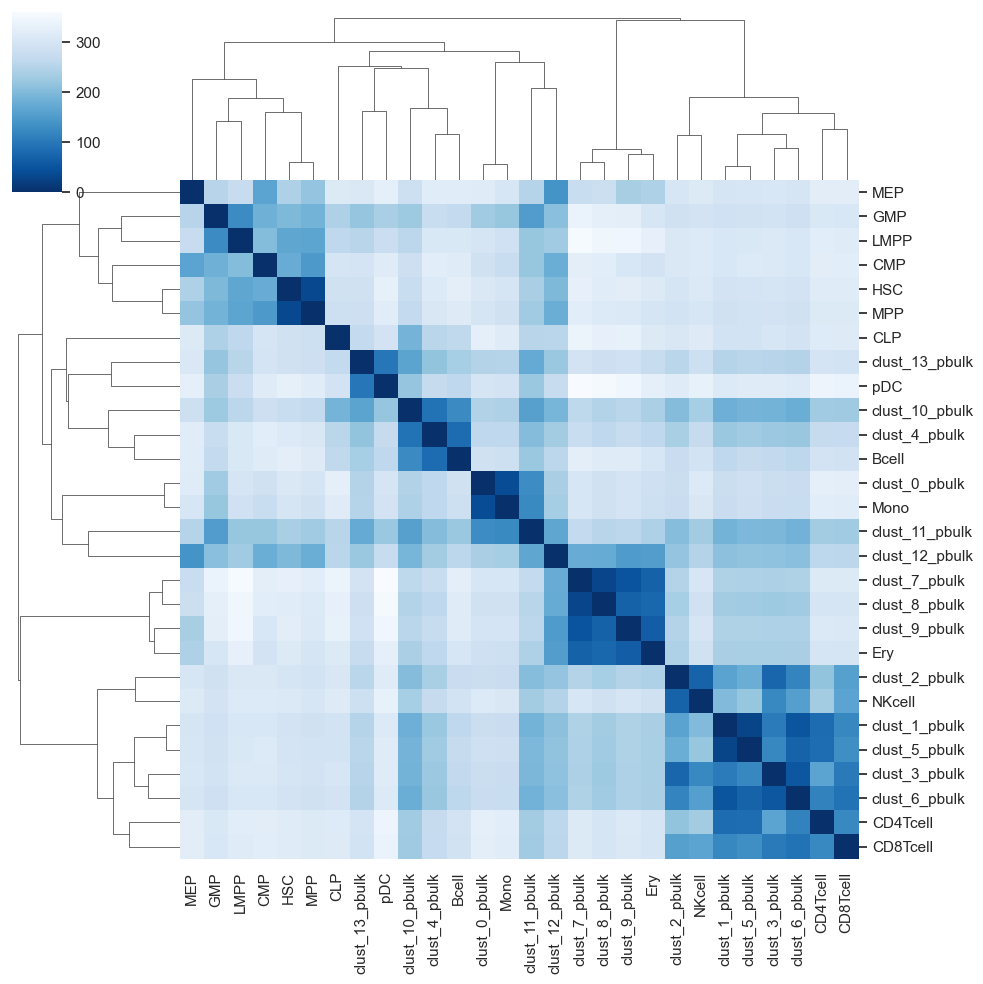 300
200
100
0
MEP
GMP
LMPP
CMP
HSC
MPP
CLP
clust_13_pbulk
pDC
clust_10_pbulk
clust_4_pbulk
Bcell
clust_0_pbulk
Mono
clust_11_pbulk
clust_12_pbulk
clust_7_pbulk
clust_8_pbulk
clust_9_pbulk
Ery
clust_2_pbulk
NKcell
clust_1_pbulk
clust_5_pbulk
clust_3_pbulk
clust_6_pbulk
CD4Tcell
CD8Tcell
MEP
GMP
LMPP
CMP
HSC
MPP
CLP
clust_13_pbulk
pDC
clust_10_pbulk
clust_4_pbulk
Bcell
clust_0_pbulk
Mono
clust_11_pbulk
clust_12_pbulk
clust_7_pbulk
clust_8_pbulk
clust_9_pbulk
Ery
clust_2_pbulk
NKcell
clust_1_pbulk
clust_5_pbulk
clust_3_pbulk
clust_6_pbulk
CD4Tcell
CD8Tcell